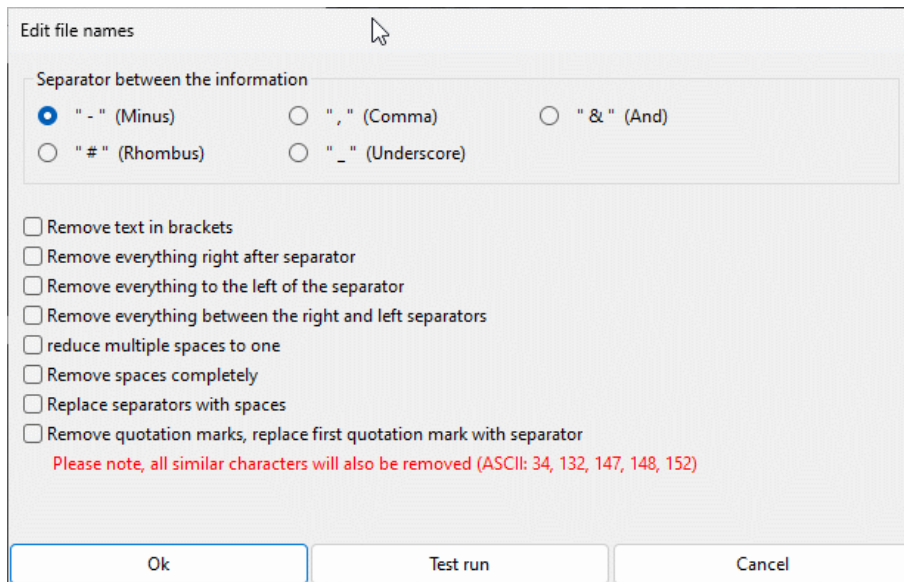 Edit file names
Separator between the information
" - " (Minus) " , " (Comma) " & " (And)
" # " (Rhombus) " _ " (Underscore)
Remove text in brackets
Remove everything right after separator
Remove everything to the left of the separator
Remove everything between the right and left separators
reduce multiple spaces to one
Remove spaces completely
Replace separators with spaces
Remove quotation marks, replace first quotation mark with separator
Please note, all similar characters will also be removed (ASCII: 34, 132, 147, 148, 152)
Ok Test run Cancel